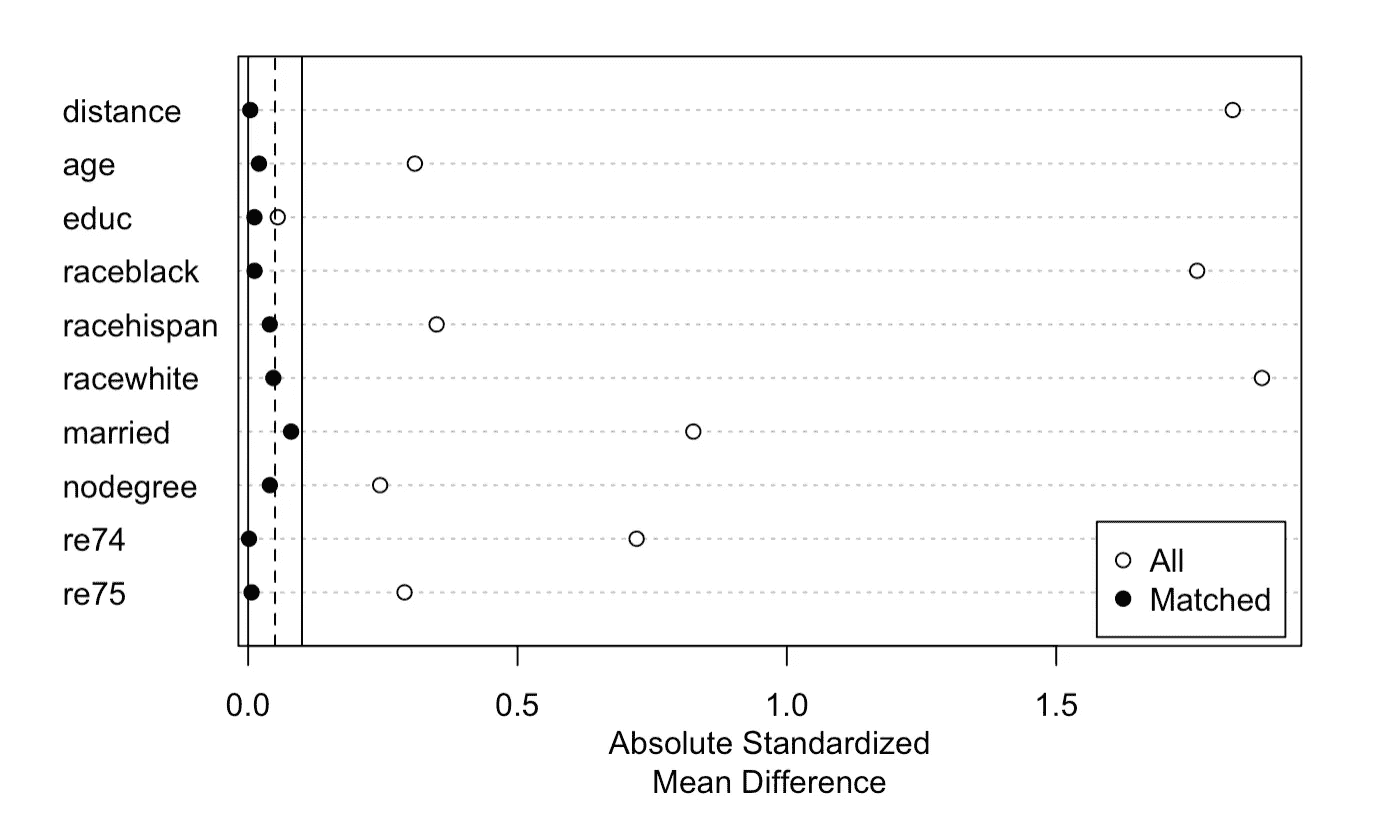 distance
age
educ
raceblack
racehispan
racewhite
married
nodegree
re74
re75
All
Matched
0.0 0.5 1.0 1.5
Absolute Standardized
Mean Difference